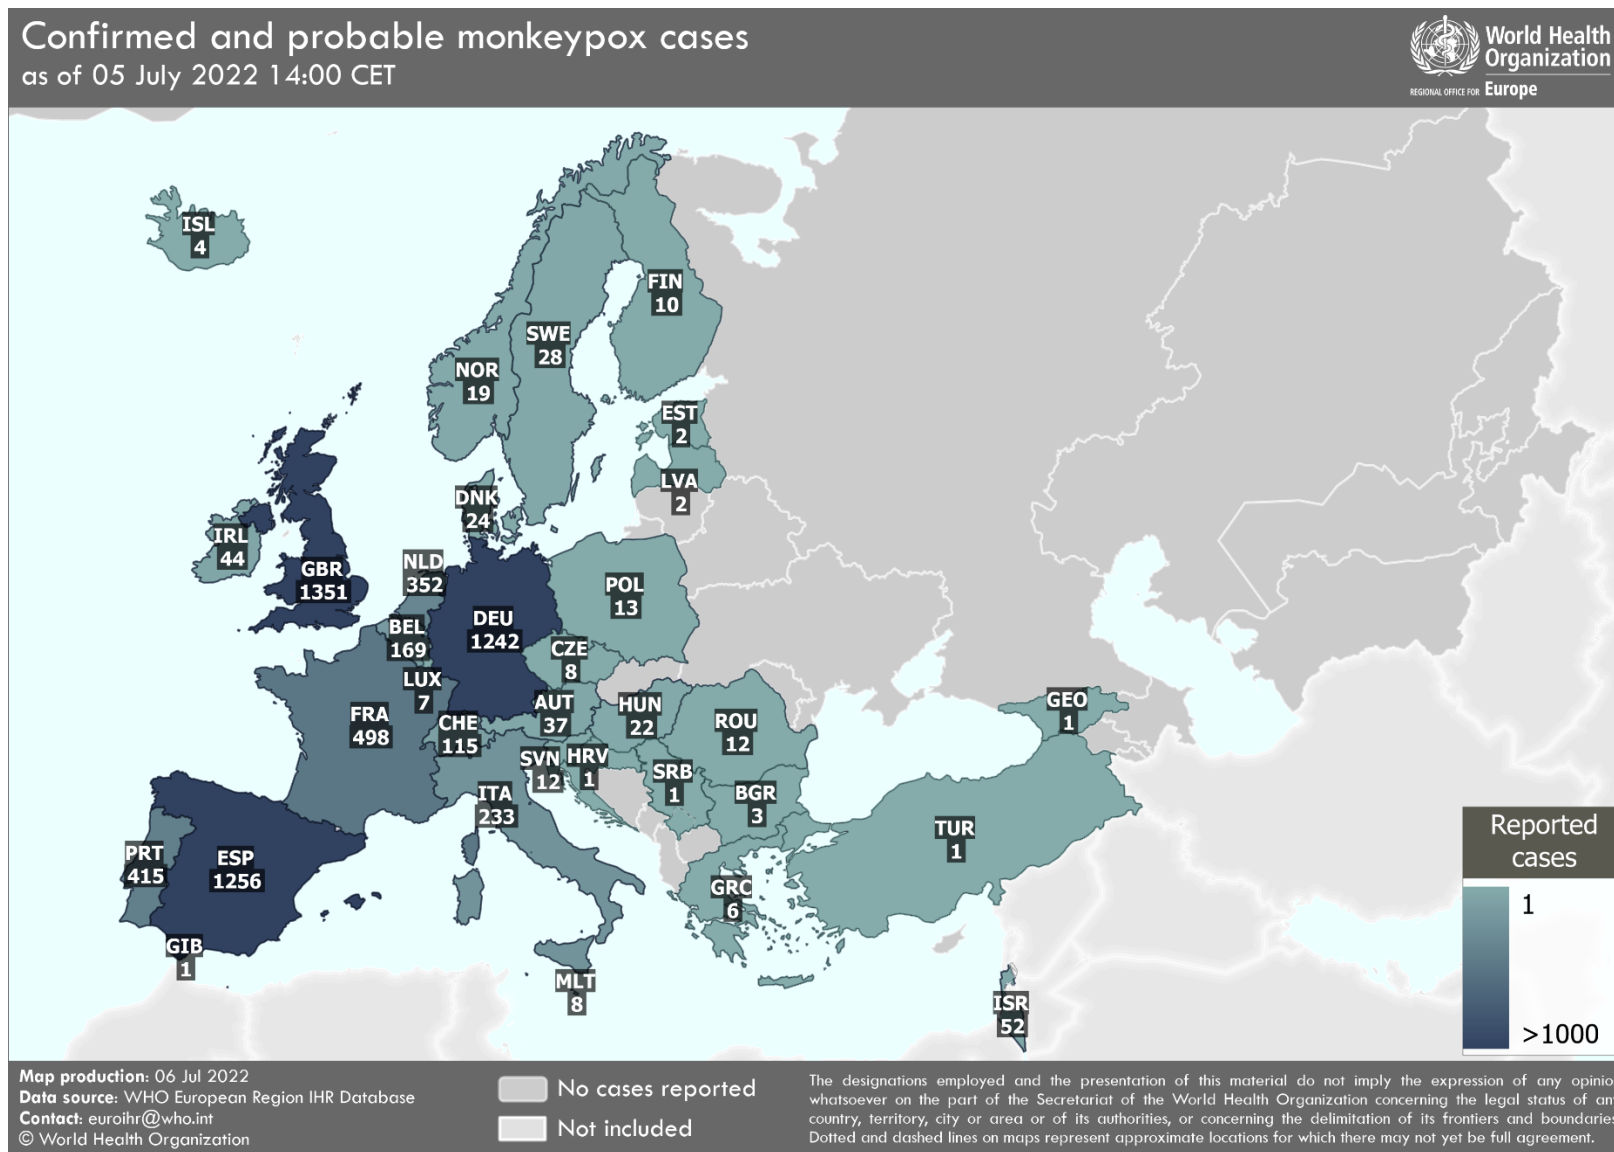 Confirmed and probable monkeypox cases
as of 05 July 2022 14:00 CET
World Health
Organization
REGIONAL OFFICE FOR Europe
ISL
4
FIN
10
SWE
28
NOR
19
EST
2
LVA
2
DNK
24
IRL
44
GBR
1351
NLD
352
DEU
1242
POL
13
BEL
169
CZE
8
LUX
7
FRA
498
CHE
115
AUT
37
HUN
22
ROU
12
GEO
1
SVN
12
HRV
1
SRB
1
BGR
3
ITA
233
TUR
1
PRT
415
ESP
1256
GRC
6
GIB
1
MLT
8
ISR
52
Reported
cases
1
>1000
Map production: 06 Jul 2022
Data source: WHO European Region IHR Database
Contact: euroihr@who.int
© World Health Organization
No cases reported
Not included
The designations employed and the presentation of this material do not imply the expression of any opinio
whatsoever on the part of the Secretariat of the World Health Organization concerning the legal status of an
country, territory, city or area or of its authorities, or concerning the delimitation of its frontiers and boundaries
Dotted and dashed lines on maps represent approximate locations for which there may not yet be full agreement.